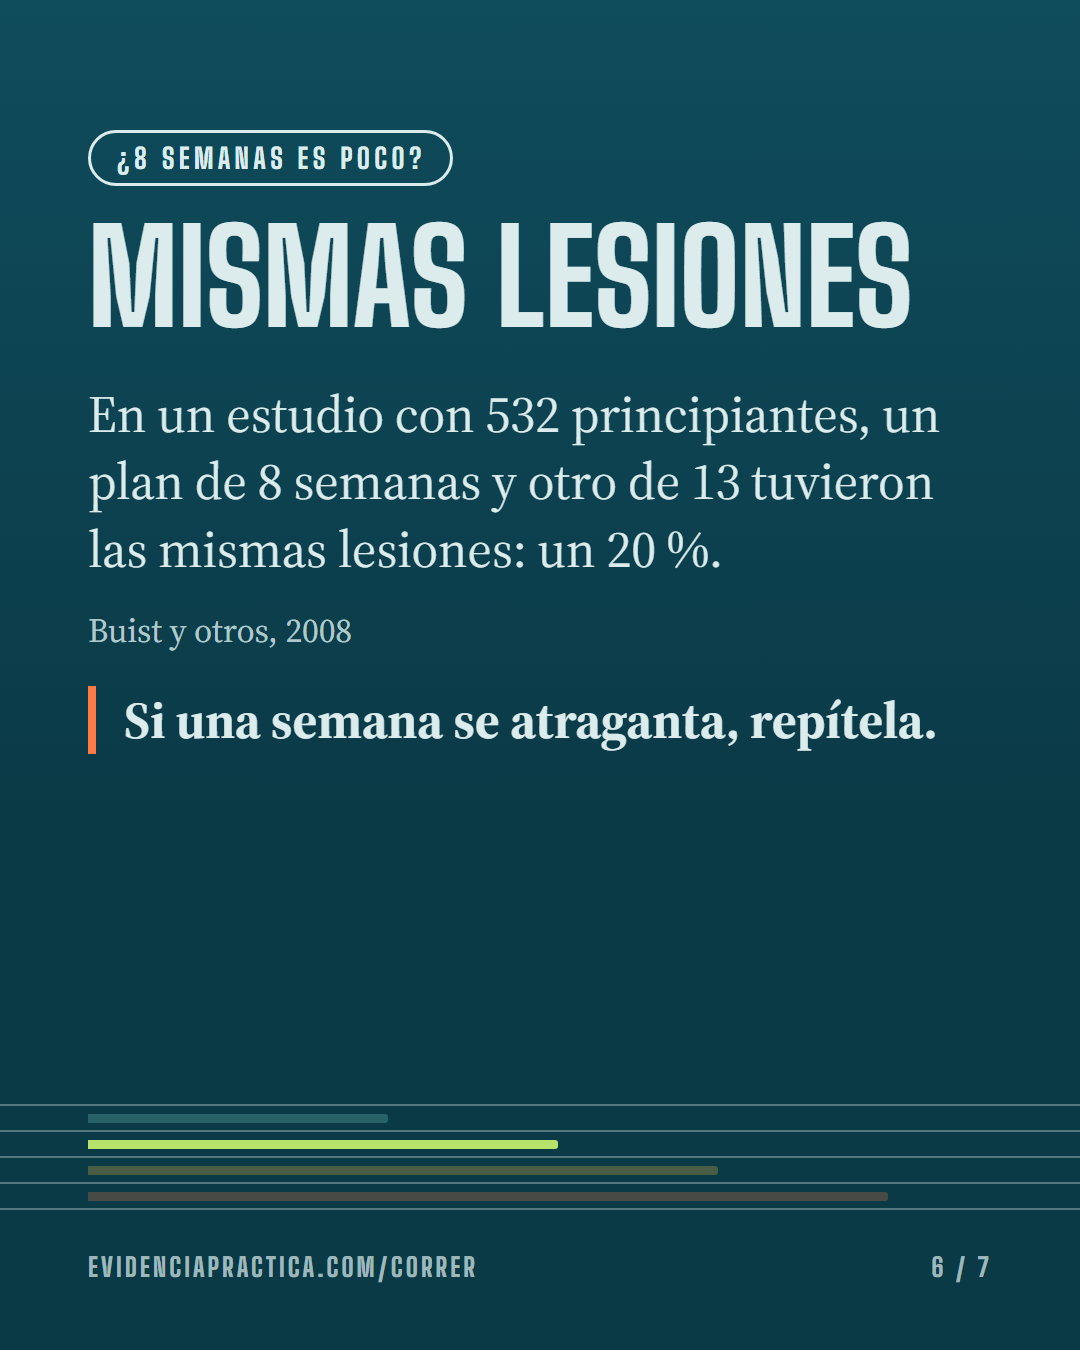 ¿8 SEMANAS ES POCO?
MISMAS LESIONES
En un estudio con 532 principiantes, un
plan de 8 semanas y otro de 13 tuvieron
las mismas lesiones: un 20 %.
Buist y otros, 2008
Si una semana se atraganta, repítela.
EVIDENCIAPRACTICA.COM/CORRER
6 / 7